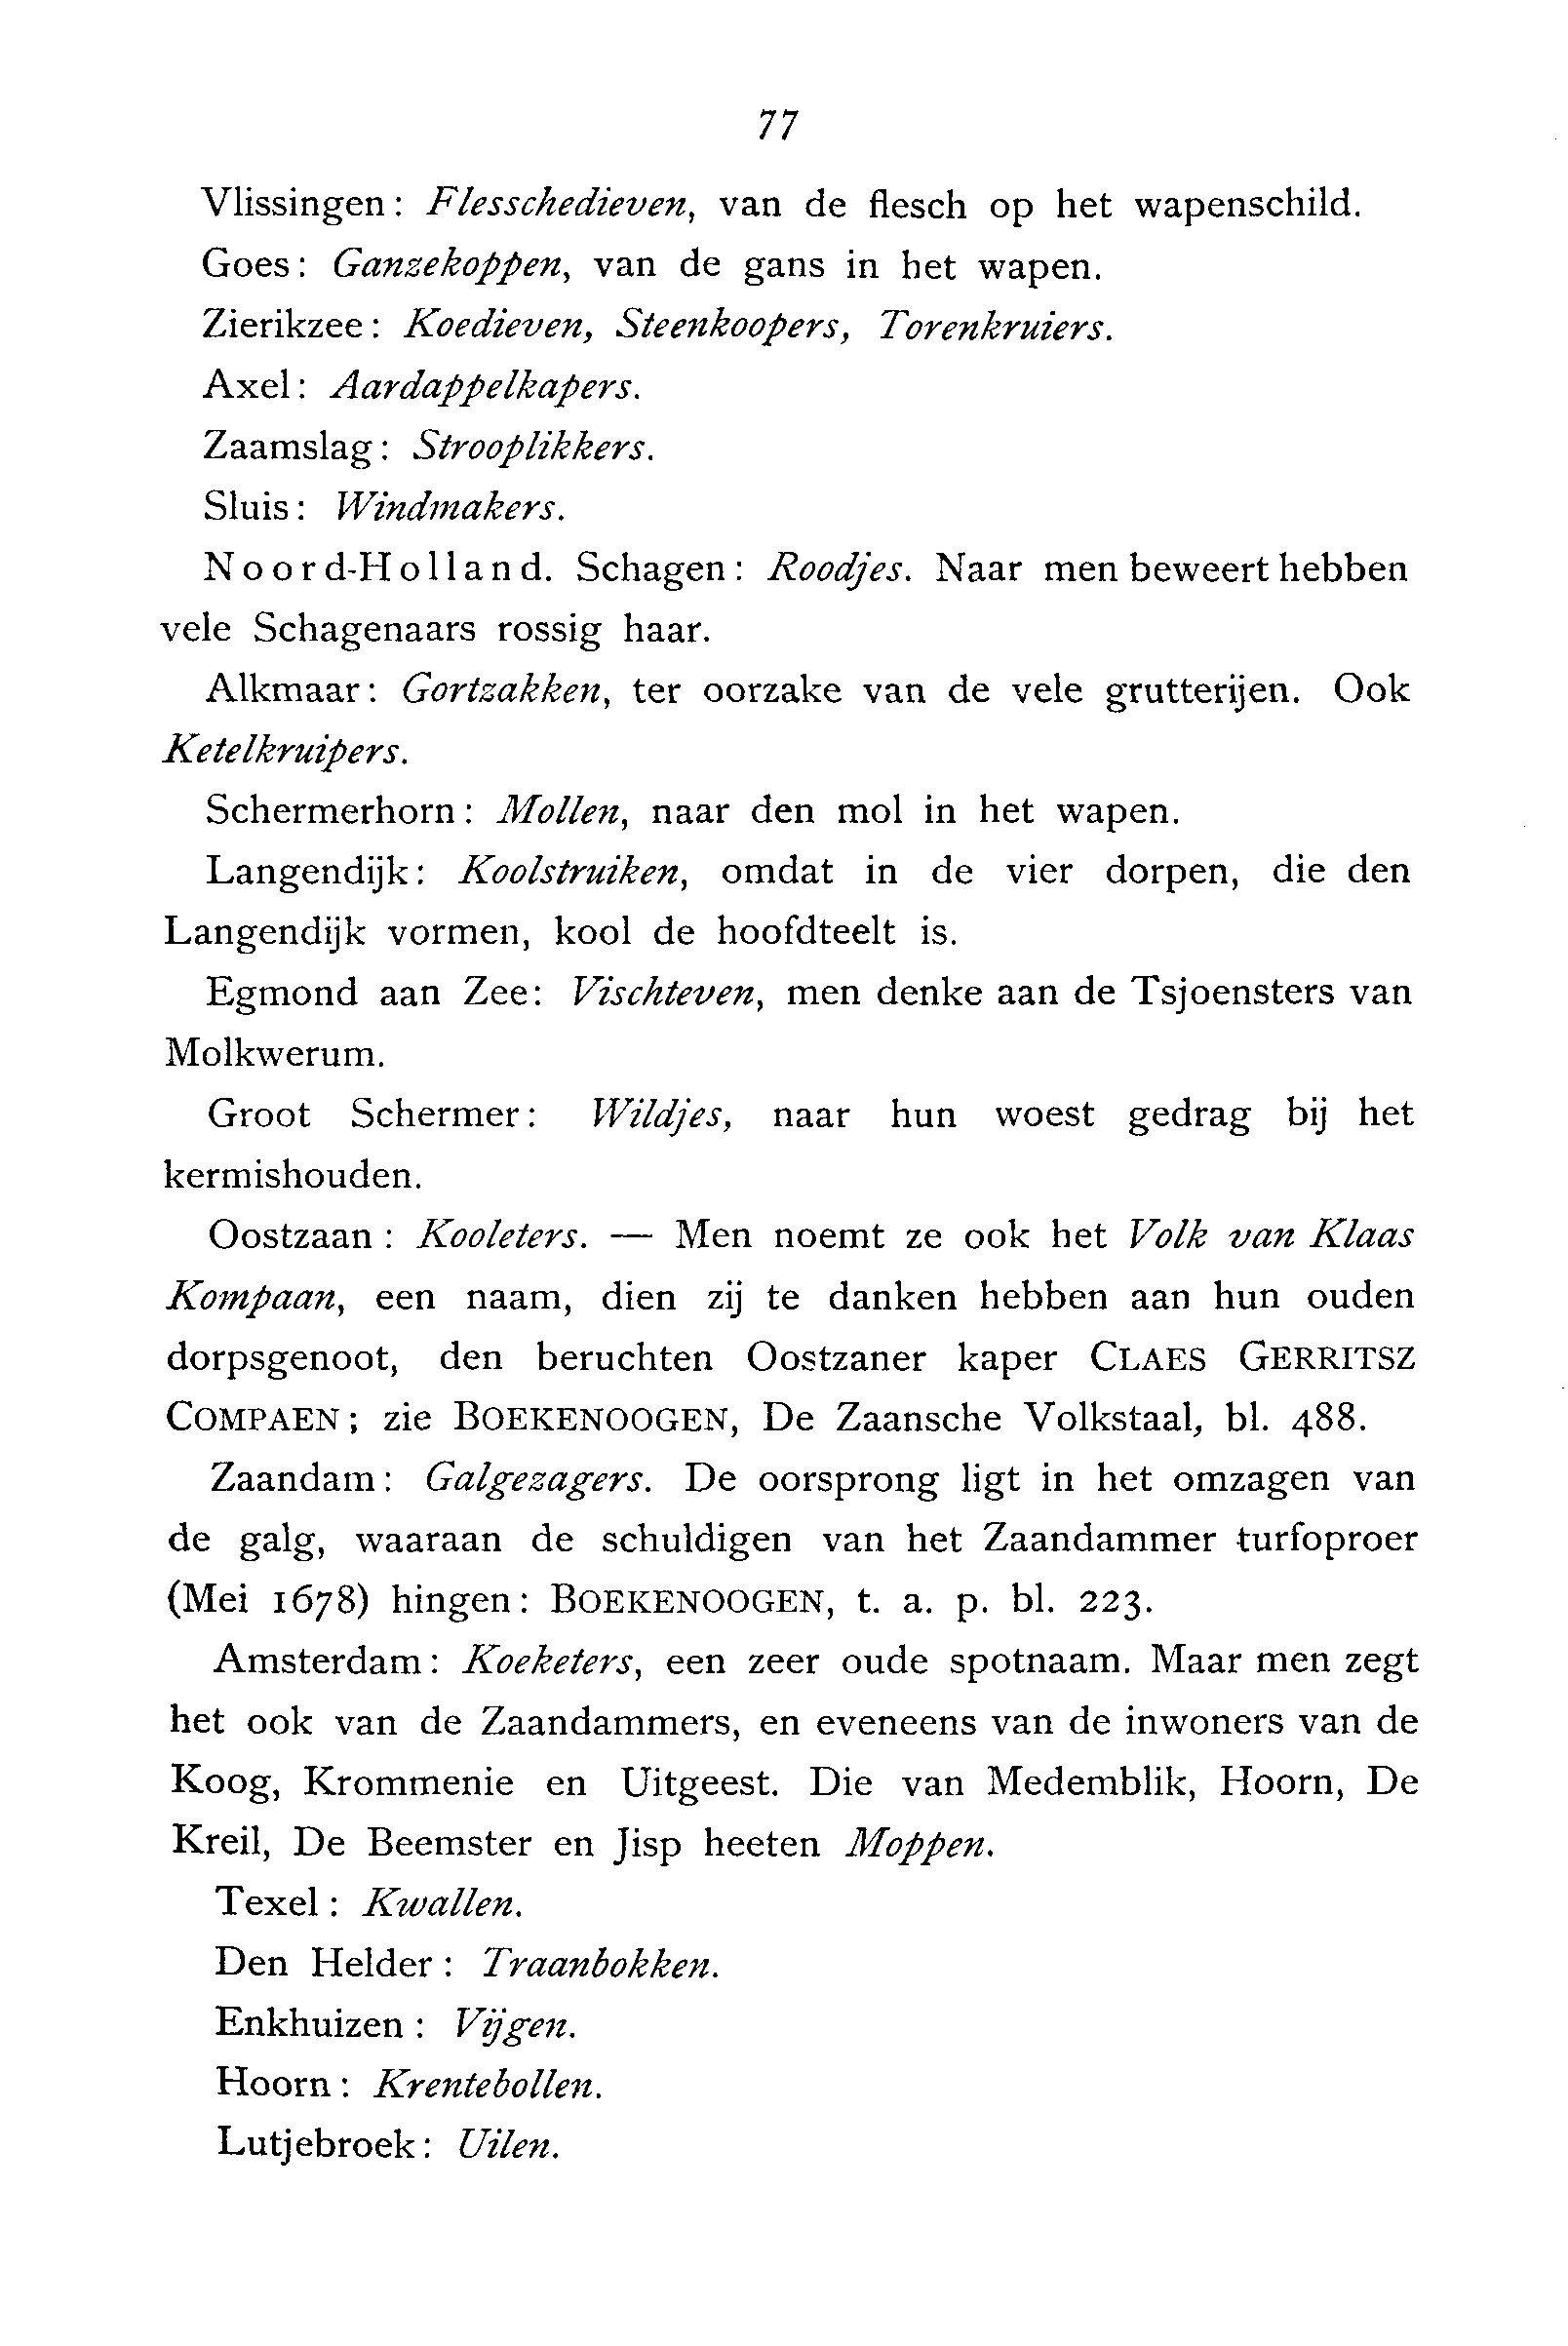 77
Vlissingen: Flesschedieven, van de flesch op het wapenschild.
Goes: Ganzekoppen, van de gans in het wapen.
Zierikzee: Koedieven, Steenkoopers, Torenkruiers.
Axel: Aardappelkapers.
Zaamslag: Strooplikkers.
Sluis: Windmakers.
Noord-Holland. Schagen: Roodjes. Naar men beweert hebben
vele Schagenaars rossig haar.
Alkmaar: Gortzakken, ter oorzake van de vele grutterijen. Ook
Ketelkruipers.
Schermerhorn: Mollen, naar den mol in het wapen.
Langendijk: Koolstruiken, omdat in de vier dorpen, die den
Langendijk vormen, kool de hoofdteelt is.
Egmond aan Zee: Vischteven, men denke aan de Tsjoensters van
Molkwerum.
Groot Schermer: Wildjes, naar hun woest gedrag bij het
kermishouden.
Oostzaan: Kooleters. — Men noemt ze ook het Volk van Klaas
Kompaan, een naam, dien zij te danken hebben aan hun ouden
dorpsgenoot, den beruchten Oostzaner kaper CLAES GERRITSZ
COMPAEN; zie BOEKENOOGEN, De Zaansche Volkstaal, bl. 488.
Zaandam: Galgezagers. De oorsprong ligt in het omzagen van
de galg, waaraan de schuldigen van het Zaandammer turfoproer
(Mei 1678) hingen: BOEKENOOGEN, t. a. p. bl. 223.
Amsterdam: Koeketers, een zeer oude spotnaam. Maar men zegt
het ook van de Zaandammers, en eveneens van de inwoners van de
Koog, Krommenie en Uitgeest. Die van Medemblik, Hoorn, De
Kreil, De Beemster en Jisp heeten Moppen.
Texel: Kwallen.
Den Helder: Traanbokken.
Enkhuizen: Vijgen.
Hoorn: Krentebollen.
Lutjebroek: Uilen.